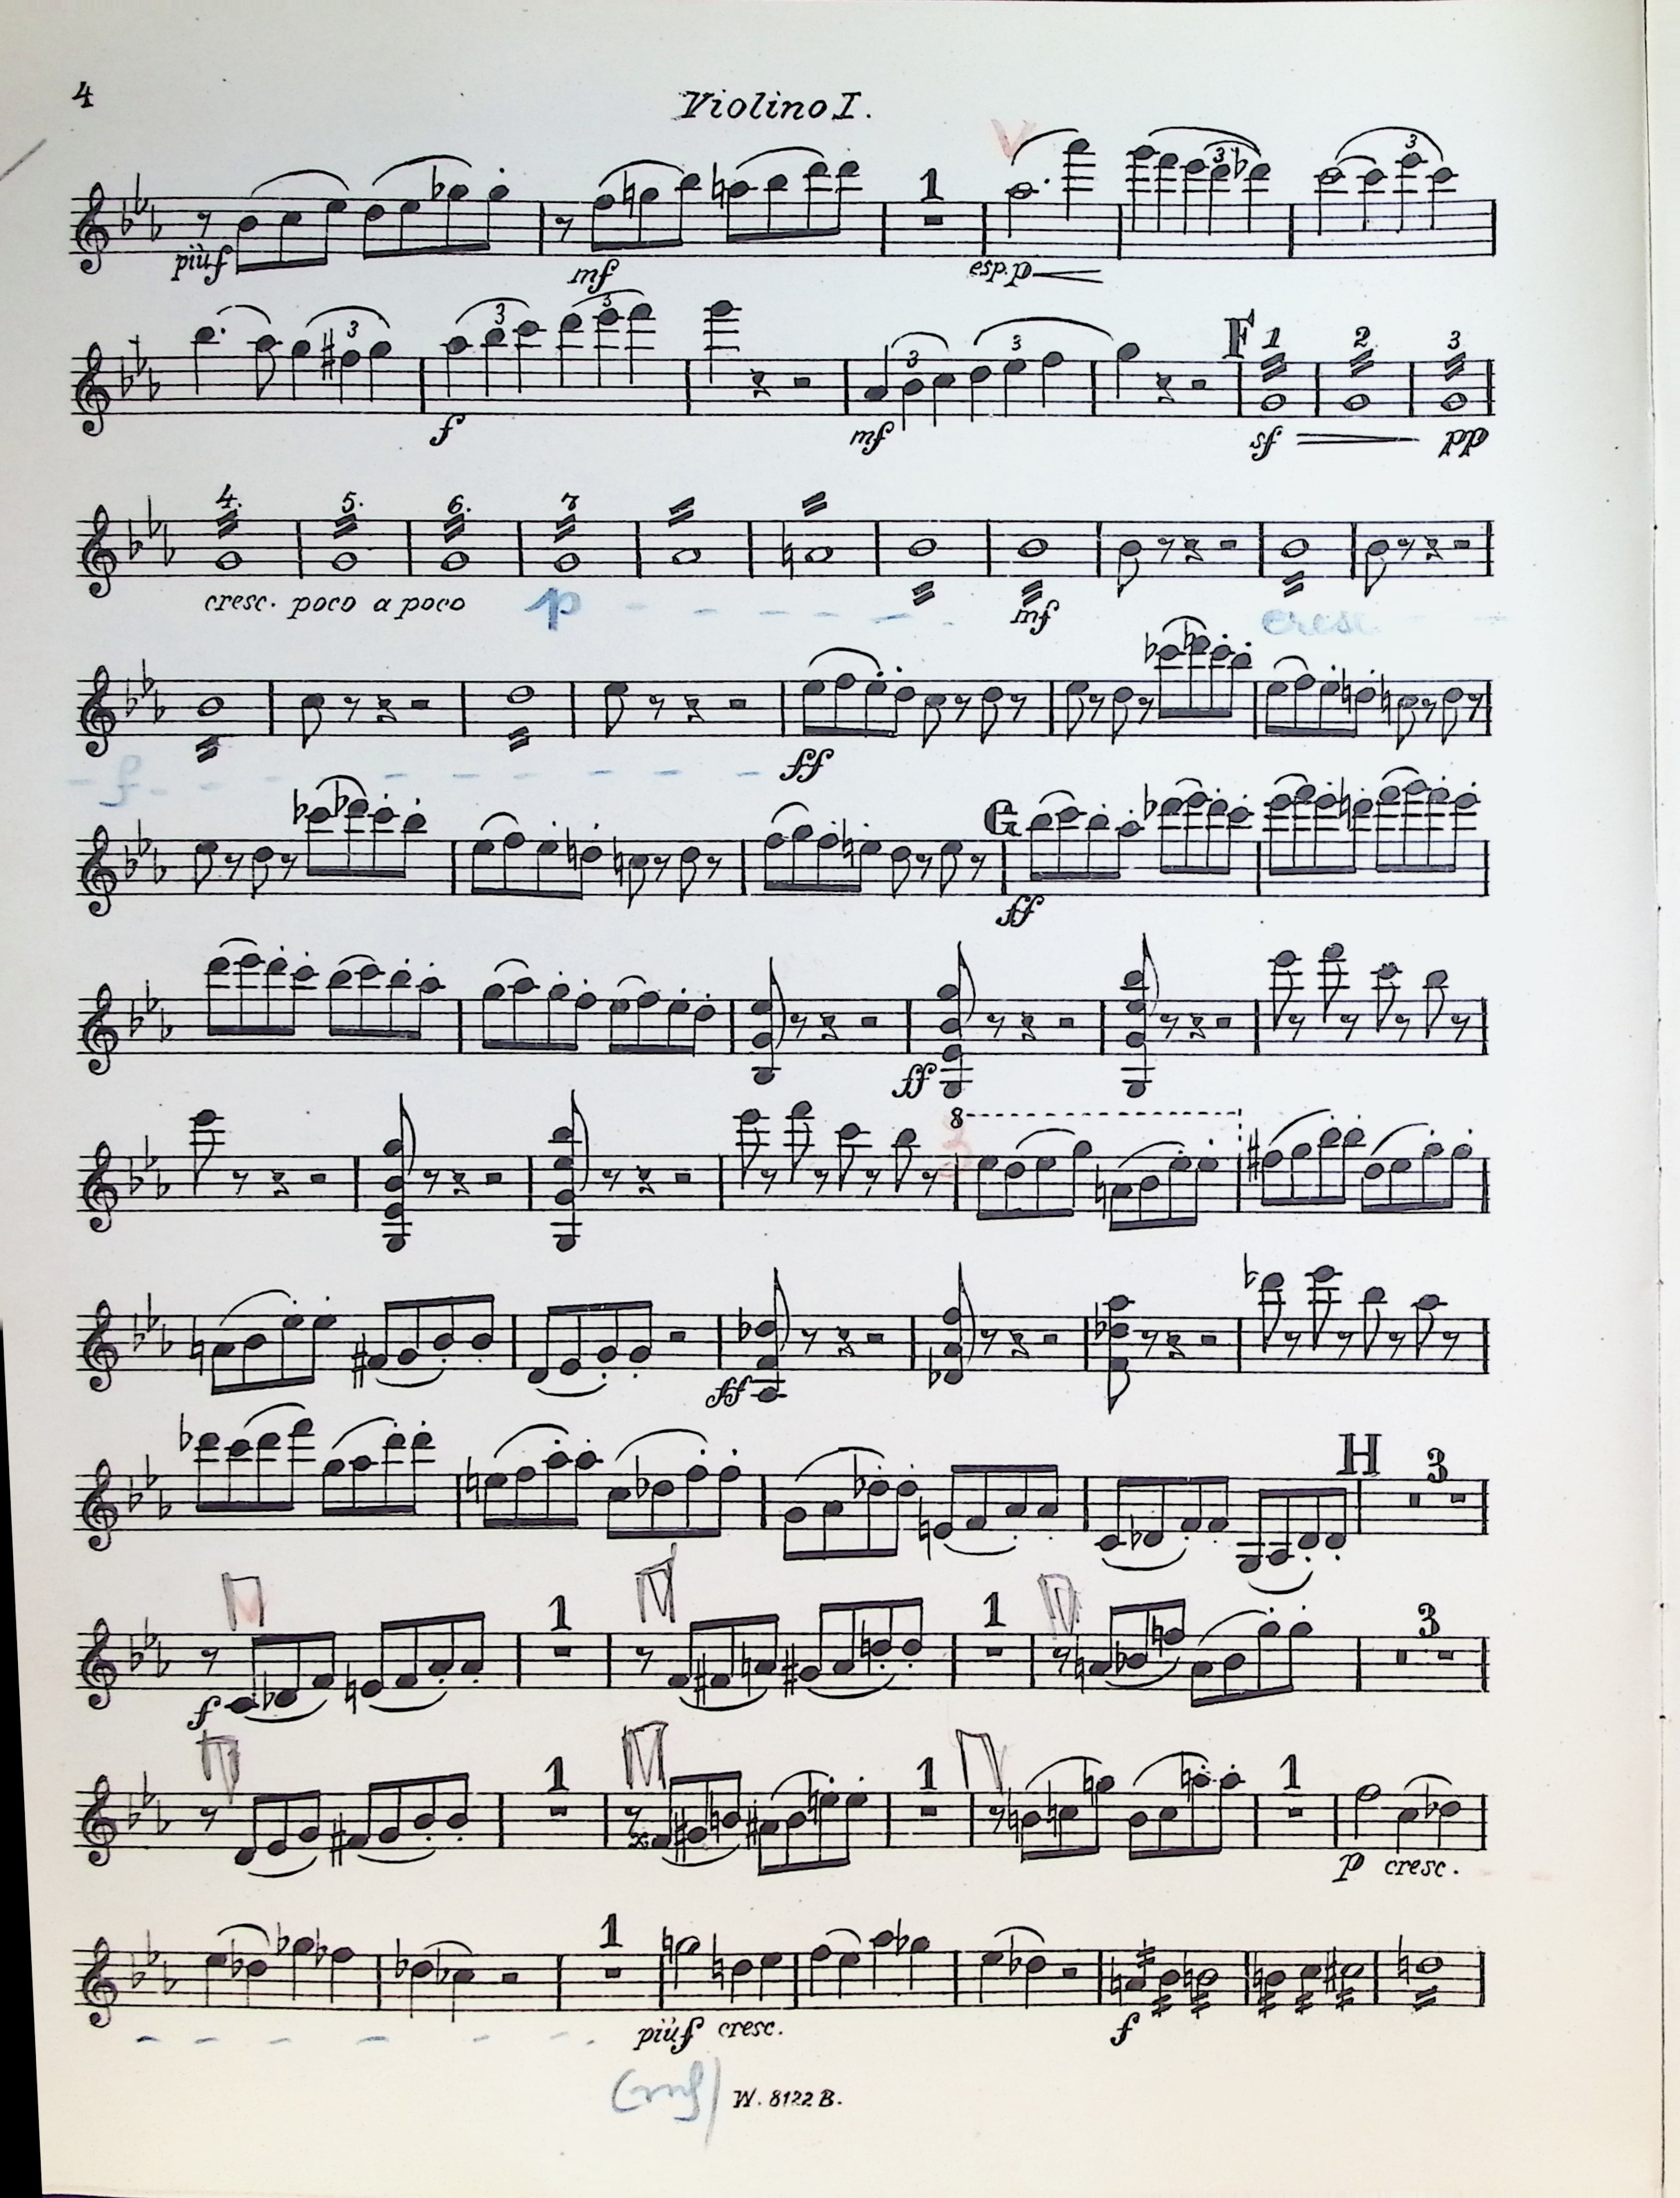 4
Violino I.
V
1
3
3
più f
mf
esp. p
3
3
3
3
F
1
2
3
f
mf
sf
pp
4.
5.
6.
7
cresc. poco a poco
p
mf
cresc
f
ff
G
ff
ff
8
ff
H
3
1
1
3
f
1
1
1
p cresc.
1
più f cresc.
f
(mf)
W. 8122 B.